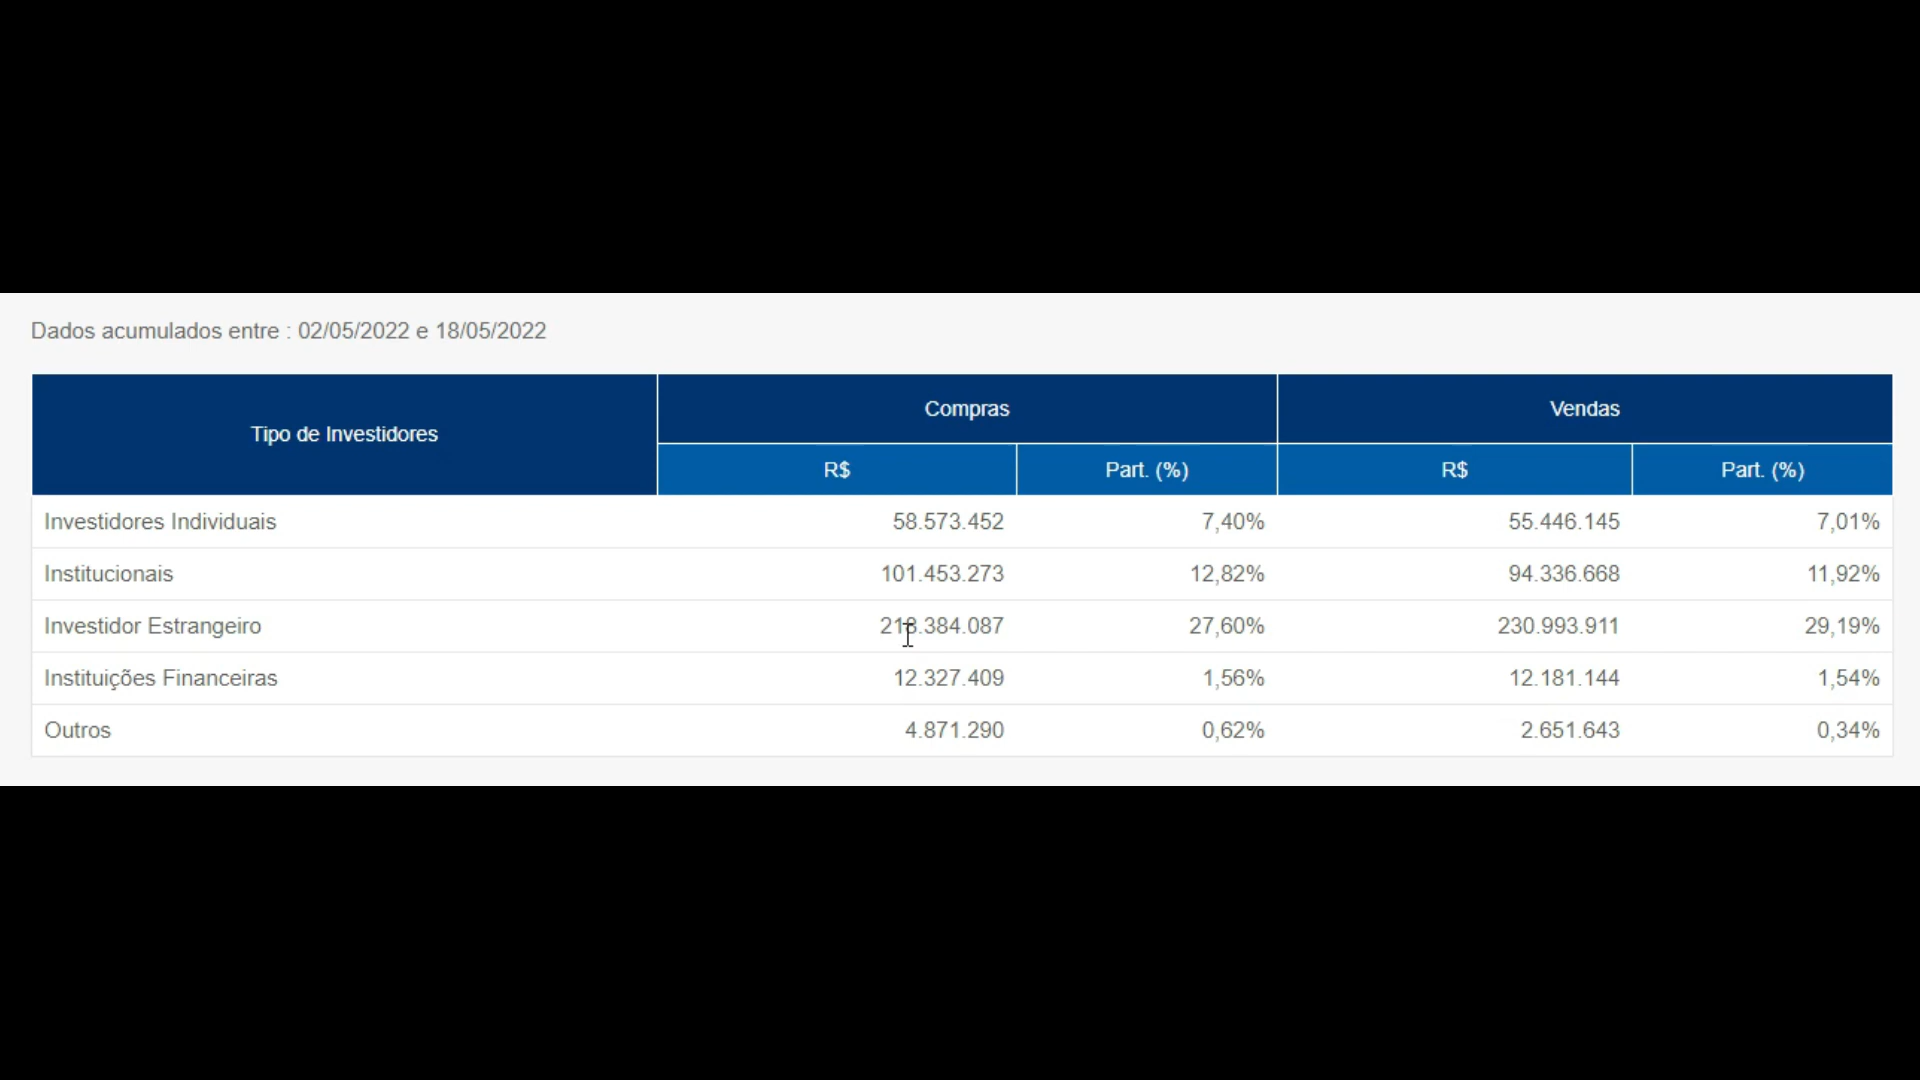 Dados acumulados entre : 02/05/2022 e 18/05/2022
Tipo de Investidores Compras Vendas
R$ Part. (%) R$ Part. (%)
Investidores Individuais 58.573.452 7,40% 55.446.145 7,01%
Institucionais 101.453.273 12,82% 94.336.668 11,92%
Investidor Estrangeiro 218.384.087 27,60% 230.993.911 29,19%
Instituições Financeiras 12.327.409 1,56% 12.181.144 1,54%
Outros 4.871.290 0,62% 2.651.643 0,34%